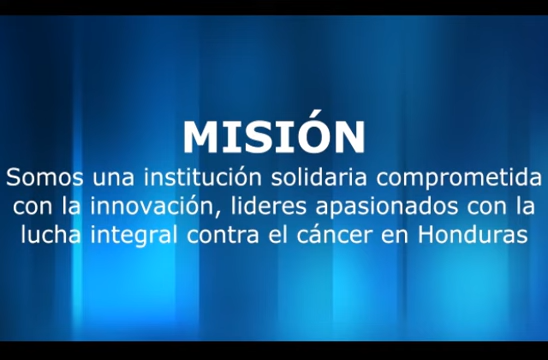 MISIÓN
Somos una institución solidaria comprometida
con la innovación, lideres apasionados con la
lucha integral contra el cáncer en Honduras